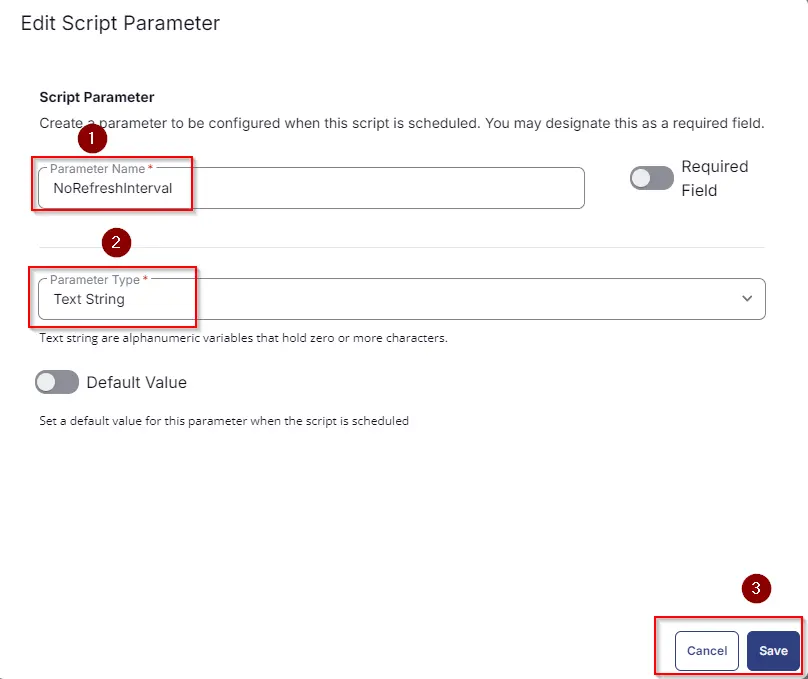 Edit Script Parameter
Script Parameter
Create a parameter to be configured when this script is scheduled. You may designate this as a required field.
1
Parameter Name *
NoRefreshInterval
Required
Field
2
Parameter Type *
Text String
Text string are alphanumeric variables that hold zero or more characters.
Default Value
Set a default value for this parameter when the script is scheduled
3
Cancel
Save